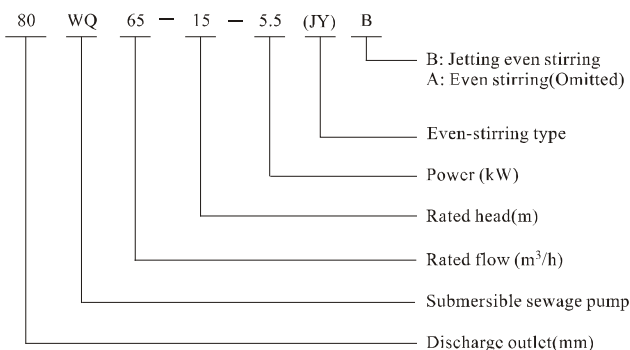 80 WQ 65 - 15 - 5.5 (JY) B
B: Jetting even stirring
A: Even stirring(Omitted)
Even-stirring type
Power (kW)
Rated head(m)
Rated flow (m³/h)
Submersible sewage pump
Discharge outlet(mm)